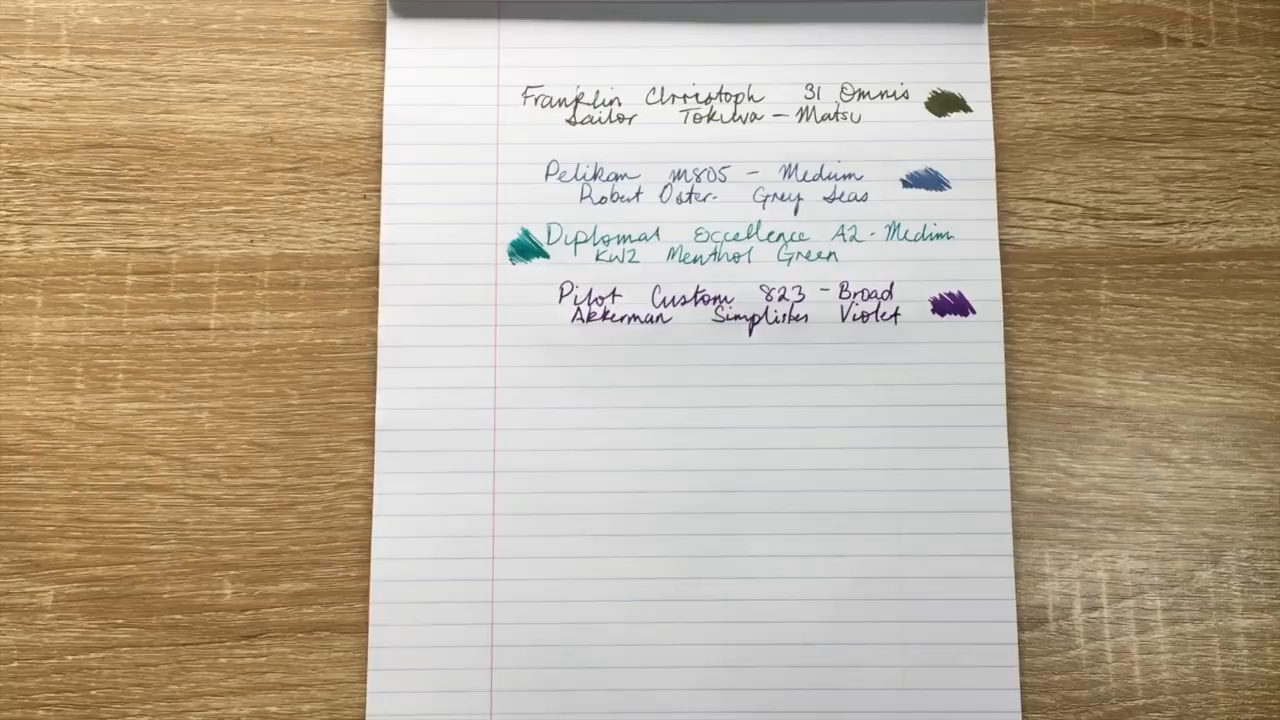 Franklin Christoph 31 Omnis
Sailor Tokiwa - Matsu
Pelikan M805 - Medium
Robert Oster - Grey Seas
Diplomat Excellence A2 - Medium
KWZ Menthol Green
Pilot Custom 823 - Broad
Akkerman Simplistes Violet